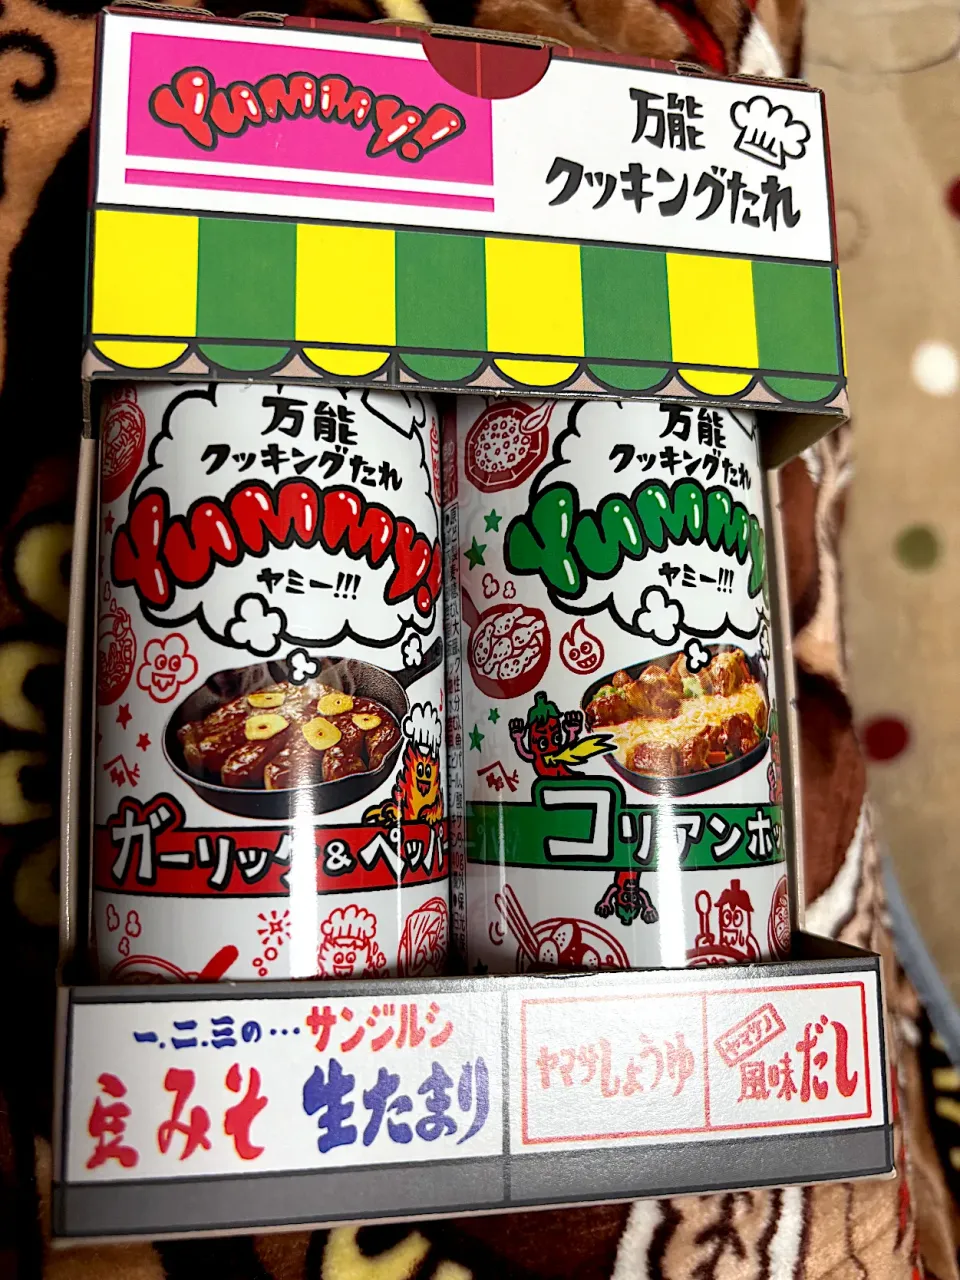 Yummy!
万能
クッキングたれ
万能
クッキングたれ
Yummy!
ヤミー!!!
ガーリック&ペッパー
万能
クッキングたれ
Yummy
ヤミー!!!
コリアンホッ
一、二、三の…サンジルシ
豆みそ 生たまり
ヤマサしょうゆ
ヤマサ
風味だし